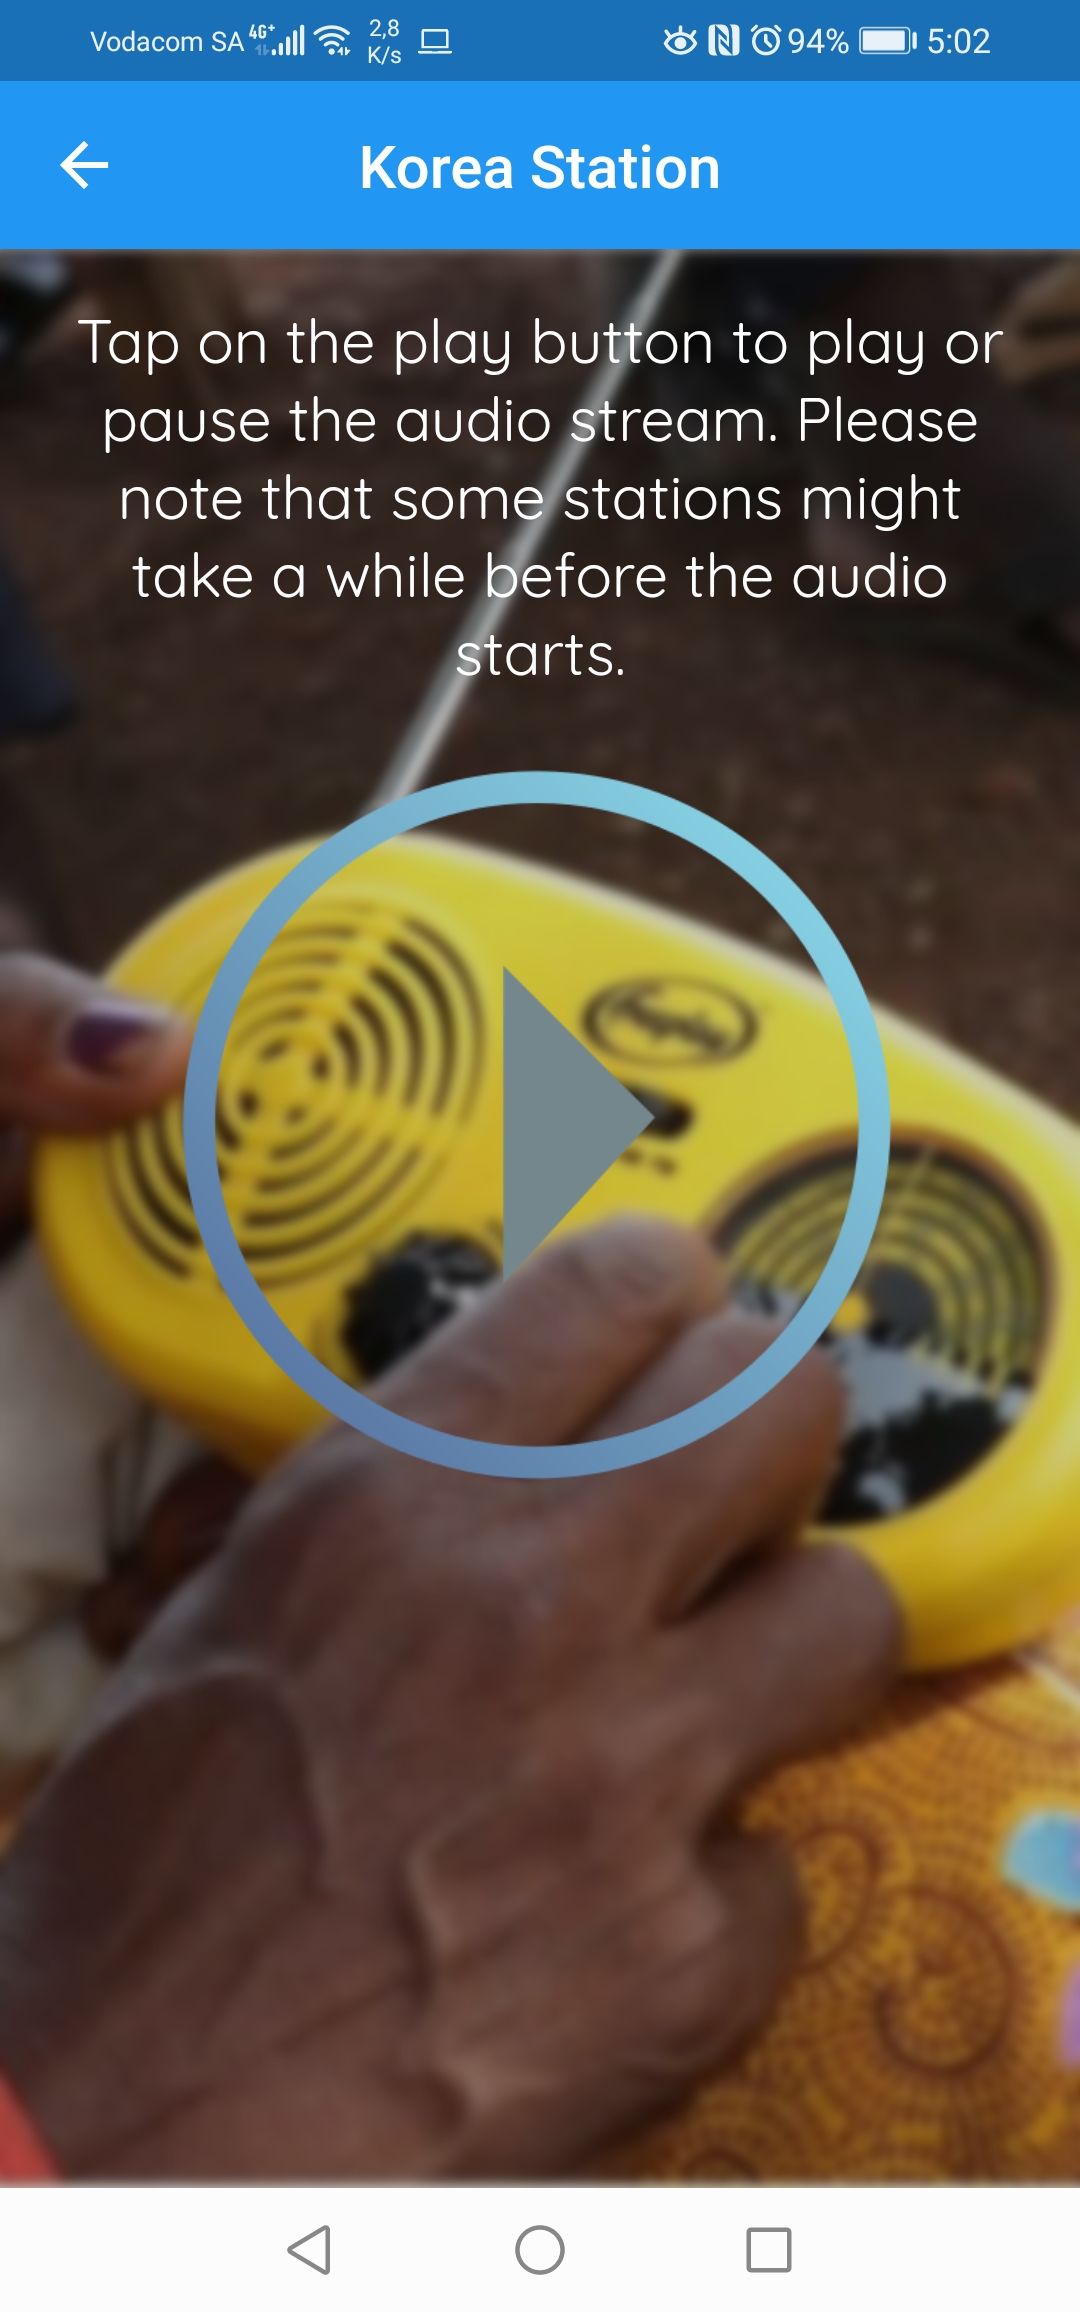 Vodacom SA 4G+ 2,8 K/s 94% 5:02
Korea Station
Tap on the play button to play or
pause the audio stream. Please
note that some stations might
take a while before the audio
starts.